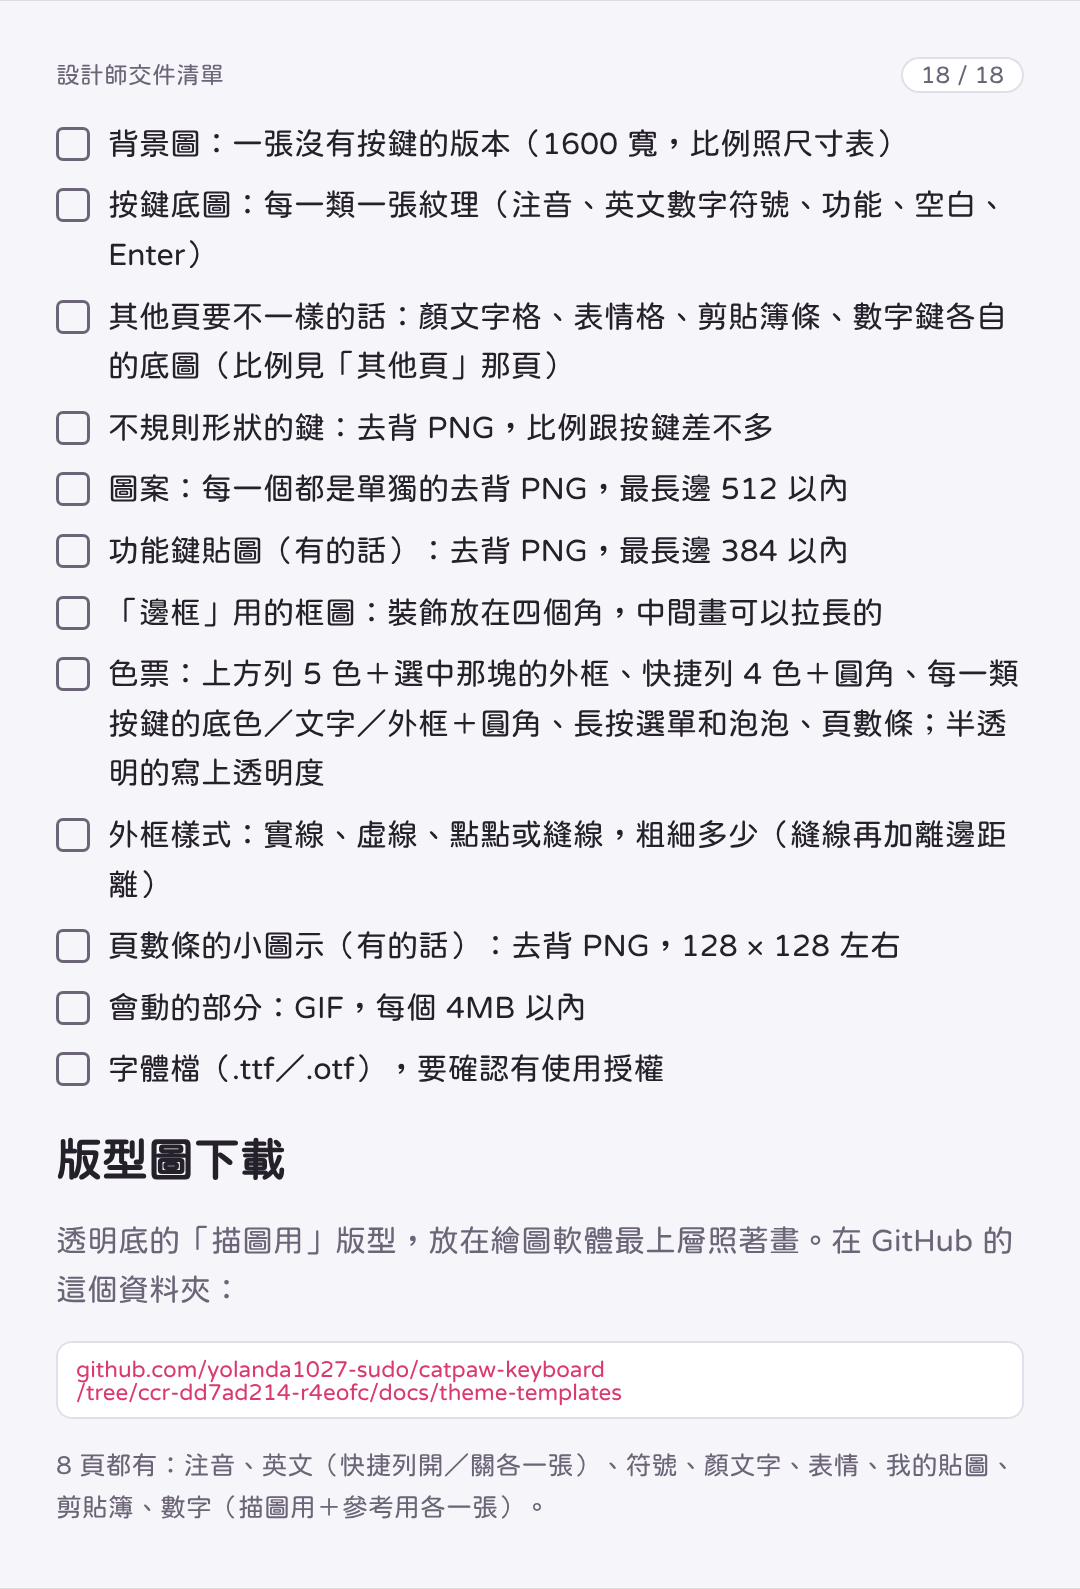 設計師交件清單
18 / 18
背景圖：一張沒有按鍵的版本（1600 寬，比例照尺寸表）
按鍵底圖：每一類一張紋理（注音、英文數字符號、功能、空白、
Enter）
其他頁要不一樣的話：顏文字格、表情格、剪貼簿條、數字鍵各自
的底圖（比例見「其他頁」那頁）
不規則形狀的鍵：去背 PNG，比例跟按鍵差不多
圖案：每一個都是單獨的去背 PNG，最長邊 512 以內
功能鍵貼圖（有的話）：去背 PNG，最長邊 384 以內
「邊框」用的框圖：裝飾放在四個角，中間畫可以拉長的
色票：上方列 5 色＋選中那塊的外框、快捷列 4 色＋圓角、每一類
按鍵的底色／文字／外框＋圓角、長按選單和泡泡、頁數條；半透
明的寫上透明度
外框樣式：實線、虛線、點點或縫線，粗細多少（縫線再加離邊距
離）
頁數條的小圖示（有的話）：去背 PNG，128 × 128 左右
會動的部分：GIF，每個 4MB 以內
字體檔（.ttf／.otf），要確認有使用授權
版型圖下載
透明底的「描圖用」版型，放在繪圖軟體最上層照著畫。在 GitHub 的
這個資料夾：
github.com/yolanda1027-sudo/catpaw-keyboard
/tree/ccr-dd7ad214-r4eofc/docs/theme-templates
8 頁都有：注音、英文（快捷列開／關各一張）、符號、顏文字、表情、我的貼圖、
剪貼簿、數字（描圖用＋參考用各一張）。